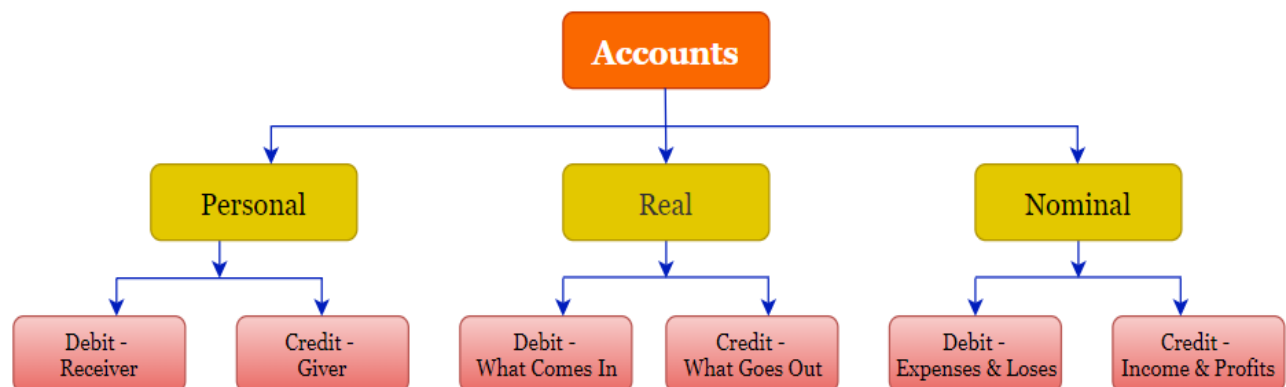 Accounts
Personal
Real
Nominal
Debit -
Receiver
Credit -
Giver
Debit -
What Comes In
Credit -
What Goes Out
Debit -
Expenses & Loses
Credit -
Income & Profits